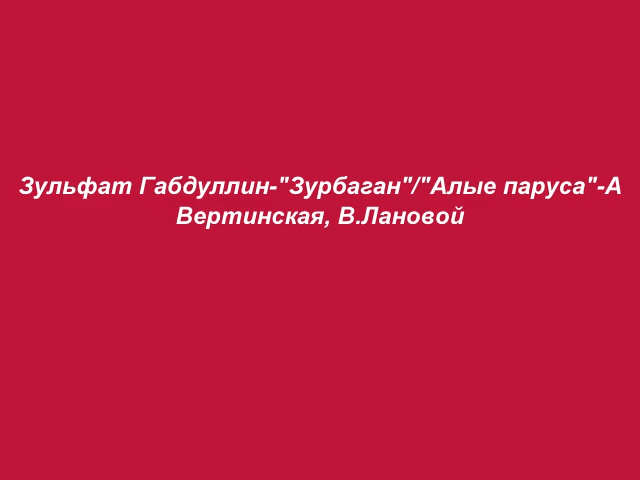 Зульфат Габдуллин-"Зурбаган"/"Алые паруса"-А
Вертинская, В.Лановой